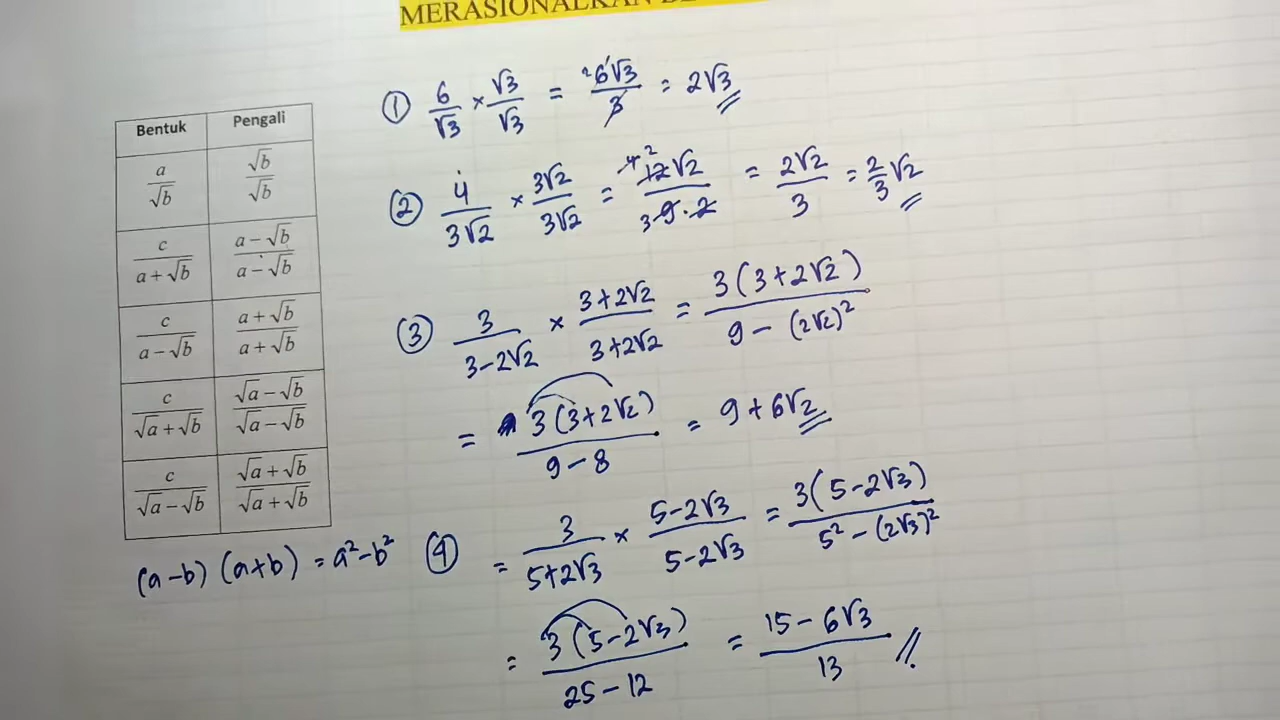 MERASIONALKAN
Bentuk Pengali
a/√b √b/√b
c/(a + √b) (a − √b)/(a − √b)
c/(a − √b) (a + √b)/(a + √b)
c/(√a + √b) (√a − √b)/(√a − √b)
c/(√a − √b) (√a + √b)/(√a + √b)
(a−b) (a+b) = a² − b²
① 6/√3 × √3/√3 = ² 6√3/3 = 2√3
② 4/3√2 × 3√2/3√2 = 4 2 12√2/3 9·2 = 2√2/3 = 2/3 √2
③ 3/(3−2√2) × (3+2√2)/(3+2√2) = 3(3+2√2)/(9 − (2√2)²)
= 3(3+2√2)/(9−8) = 9+6√2
④ = 3/(5+2√3) × (5−2√3)/(5−2√3) = 3(5−2√3)/(5² − (2√3)²)
= 3(5−2√3)/(25−12) = (15−6√3)/13